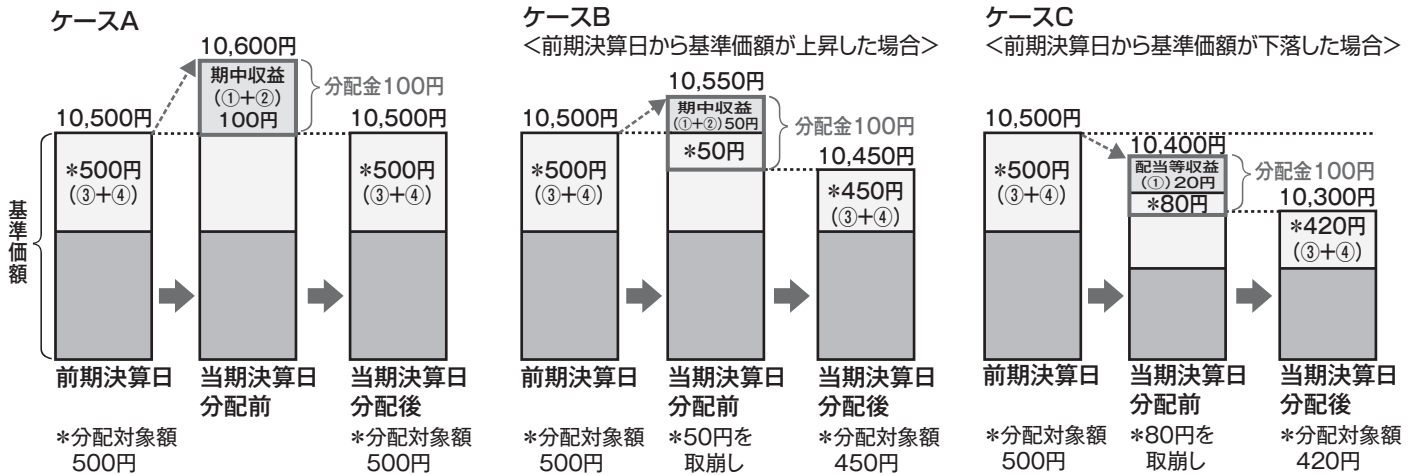 ケースA
10,600円
期中収益
(①+②)
100円
分配金100円
10,500円
10,500円
*500円
(③+④)
*500円
(③+④)
基準価額
前期決算日
当期決算日
分配前
当期決算日
分配後
*分配対象額
500円
*分配対象額
500円
ケースB
<前期決算日から基準価額が上昇した場合>
10,550円
期中収益
(①+②)50円
*50円
分配金100円
10,500円
10,450円
*500円
(③+④)
*450円
(③+④)
前期決算日
当期決算日
分配前
当期決算日
分配後
*分配対象額
500円
*50円を
取崩し
*分配対象額
450円
ケースC
<前期決算日から基準価額が下落した場合>
10,500円
10,400円
配当等収益
(①)20円
*80円
分配金100円
10,300円
*500円
(③+④)
*420円
(③+④)
前期決算日
当期決算日
分配前
当期決算日
分配後
*分配対象額
500円
*80円を
取崩し
*分配対象額
420円